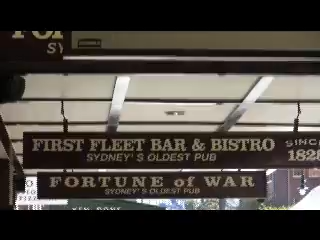 FIRST FLEET BAR & BISTRO
SYDNEY'S OLDEST PUB
SINCE
1828
FORTUNE of WAR
SYDNEY'S OLDEST PUB